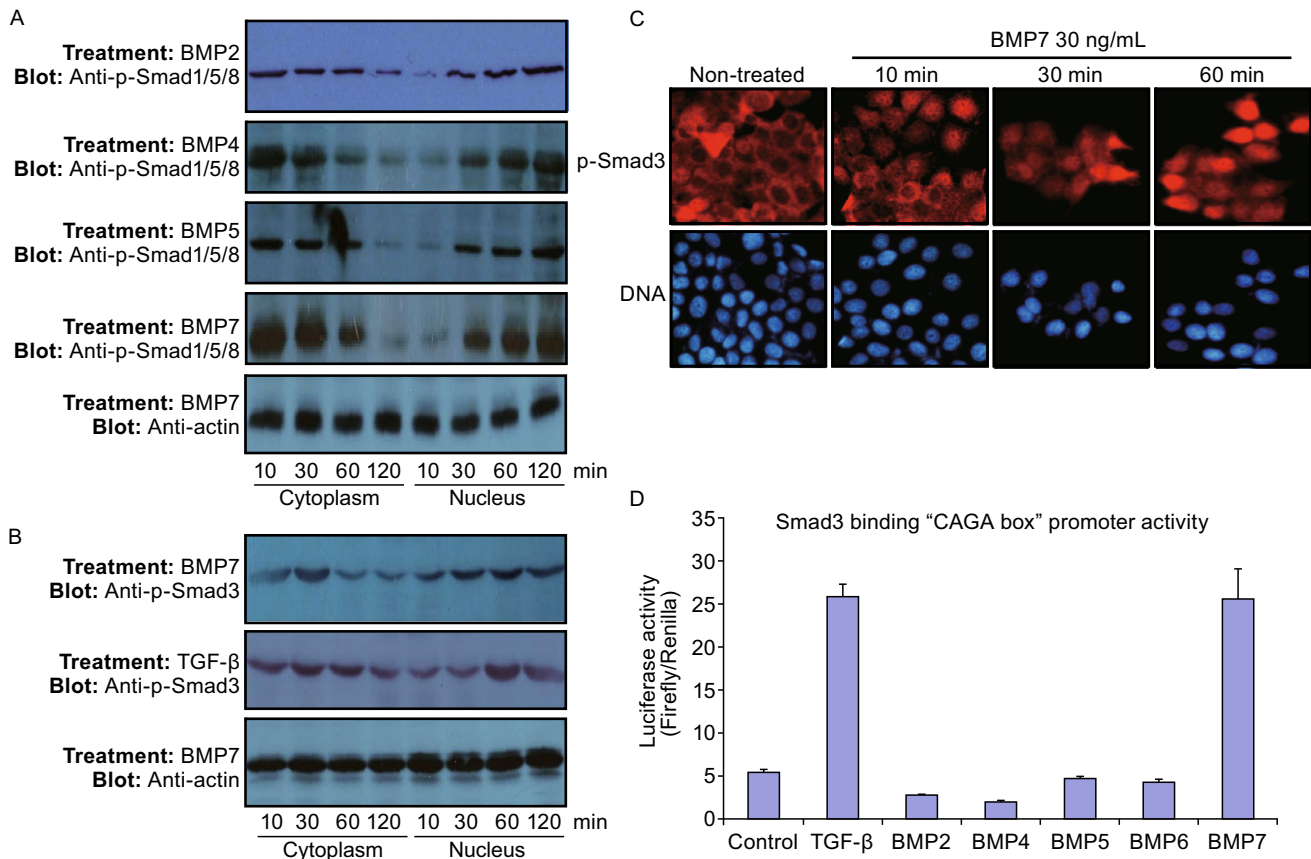 A
Treatment: BMP2
Blot: Anti-p-Smad1/5/8
Treatment: BMP4
Blot: Anti-p-Smad1/5/8
Treatment: BMP5
Blot: Anti-p-Smad1/5/8
Treatment: BMP7
Blot: Anti-p-Smad1/5/8
Treatment: BMP7
Blot: Anti-actin
10 30 60 120 10 30 60 120 min
Cytoplasm Nucleus
B
Treatment: BMP7
Blot: Anti-p-Smad3
Treatment: TGF-β
Blot: Anti-p-Smad3
Treatment: BMP7
Blot: Anti-actin
10 30 60 120 10 30 60 120 min
Cytoplasm Nucleus
C
BMP7 30 ng/mL
Non-treated 10 min 30 min 60 min
p-Smad3
DNA
D
Smad3 binding “CAGA box” promoter activity
Luciferase activity
(Firefly/Renilla)
35
30
25
20
15
10
5
0
Control TGF-β BMP2 BMP4 BMP5 BMP6 BMP7